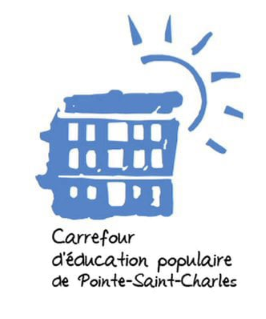 Carrefour
d'éducation populaire
de Pointe-Saint-Charles